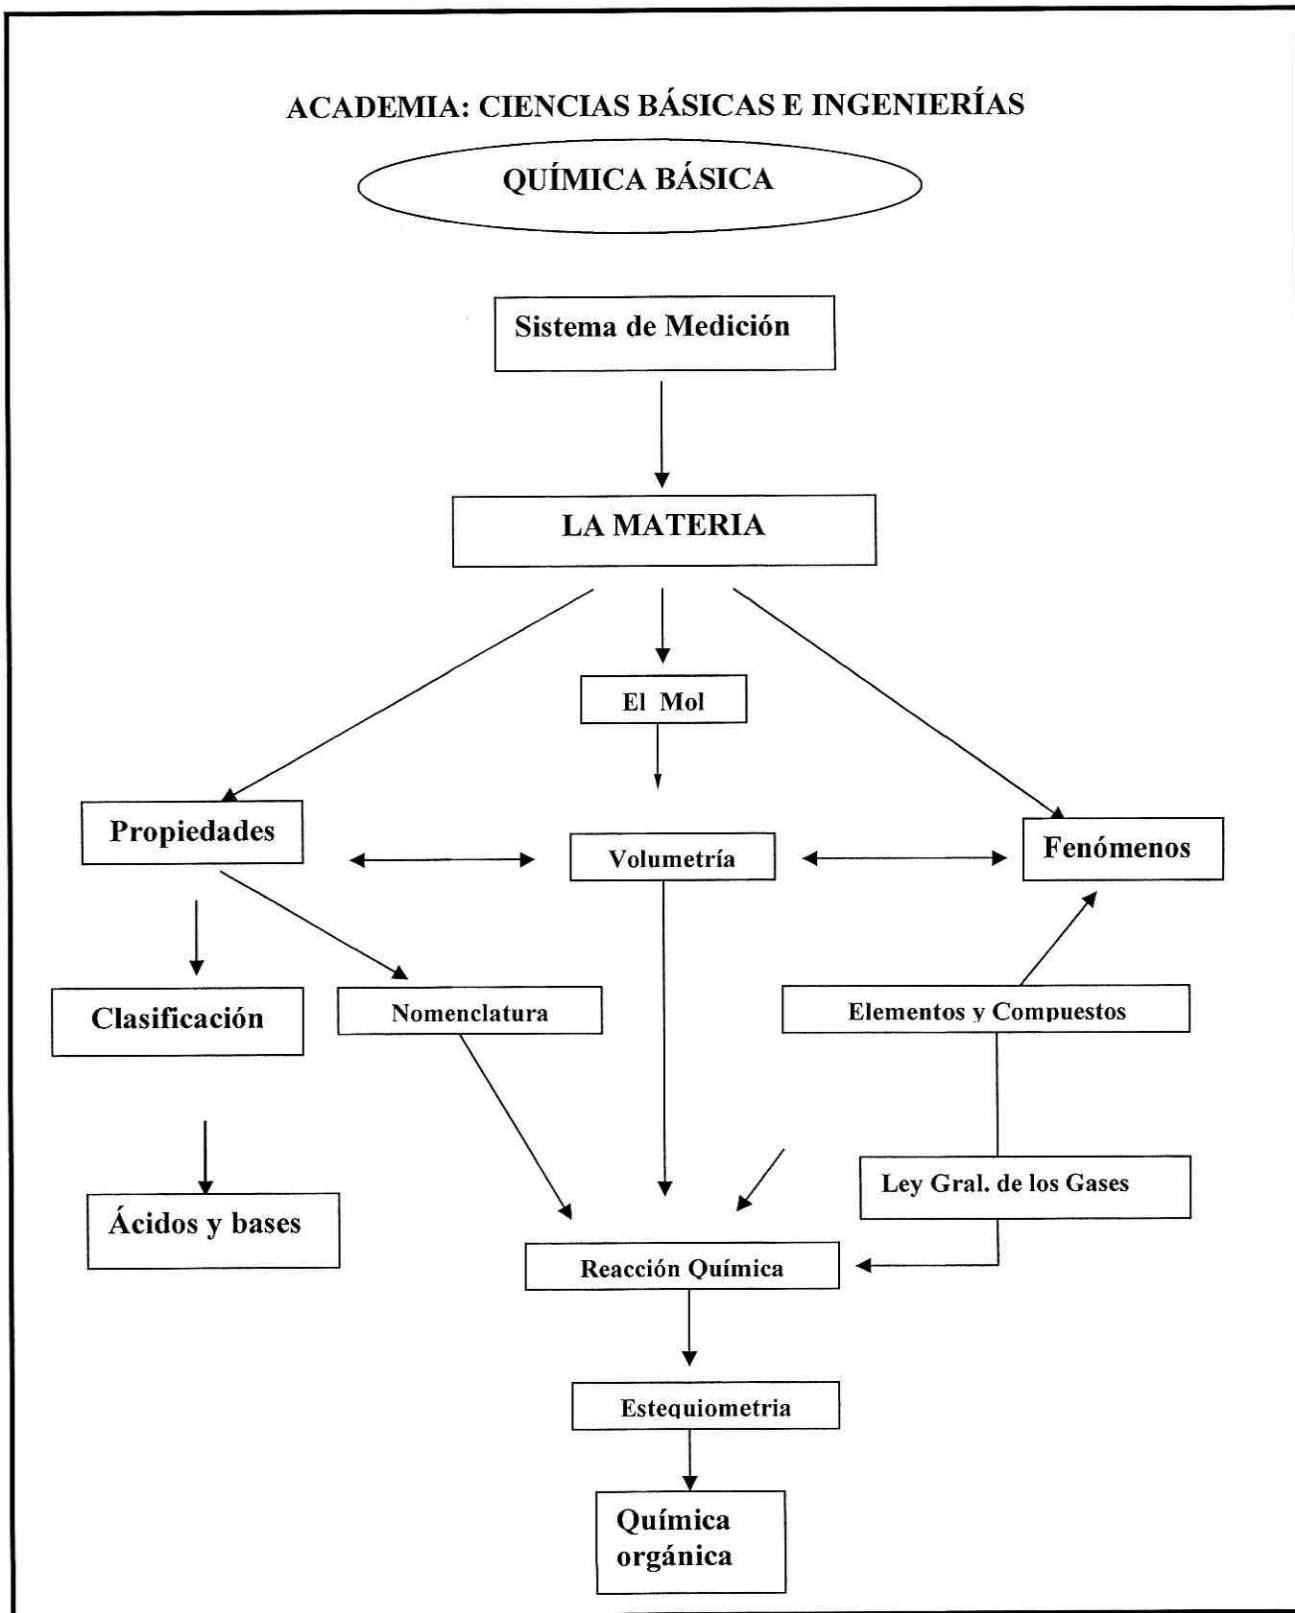 ACADEMIA: CIENCIAS BÁSICAS E INGENIERÍAS
QUÍMICA BÁSICA
Sistema de Medición
LA MATERIA
El Mol
Propiedades
Volumetría
Fenómenos
Clasificación
Nomenclatura
Elementos y Compuestos
Ley Gral. de los Gases
Ácidos y bases
Reacción Química
Estequiometria
Química
orgánica